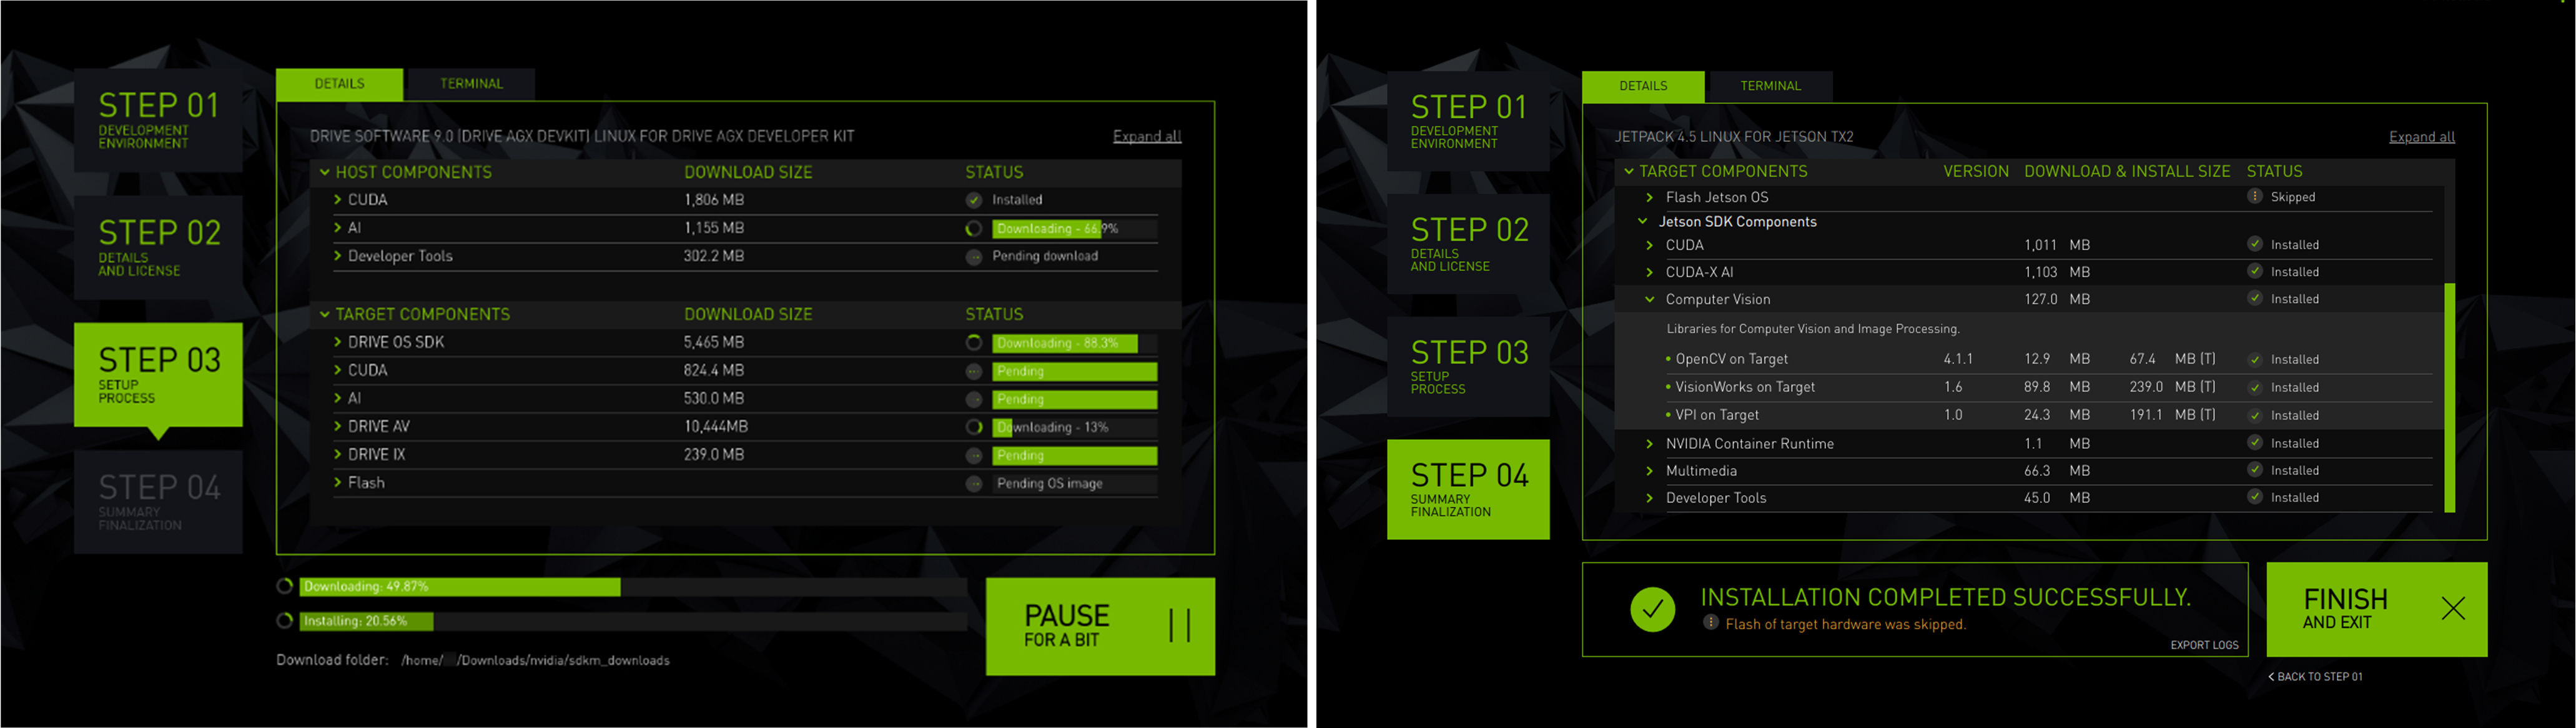 STEP 01
DEVELOPMENT
ENVIRONMENT
STEP 02
DETAILS
AND LICENSE
STEP 03
SETUP
PROCESS
STEP 04
SUMMARY
FINALIZATION
DETAILS TERMINAL
DRIVE SOFTWARE 9.0 (DRIVE AGX DEVKIT) LINUX FOR DRIVE AGX DEVELOPER KIT Expand all
HOST COMPONENTS DOWNLOAD SIZE STATUS
CUDA 1,806 MB Installed
AI 1,155 MB Downloading - 66.9%
Developer Tools 302.2 MB Pending download
TARGET COMPONENTS DOWNLOAD SIZE STATUS
DRIVE OS SDK 5,465 MB Downloading - 88.3%
CUDA 824.4 MB Pending
AI 530.0 MB Pending
DRIVE AV 10,444MB Downloading - 13%
DRIVE IX 239.0 MB Pending
Flash Pending OS image
Downloading: 49.87%
Installing: 20.56%
Download folder: /home/ /Downloads/nvidia/sdkm_downloads
PAUSE
FOR A BIT
STEP 01
DEVELOPMENT
ENVIRONMENT
STEP 02
DETAILS
AND LICENSE
STEP 03
SETUP
PROCESS
STEP 04
SUMMARY
FINALIZATION
DETAILS TERMINAL
JETPACK 4.5 LINUX FOR JETSON TX2 Expand all
TARGET COMPONENTS VERSION DOWNLOAD & INSTALL SIZE STATUS
Flash Jetson OS Skipped
Jetson SDK Components
CUDA 1,011 MB Installed
CUDA-X AI 1,103 MB Installed
Computer Vision 127.0 MB Installed
Libraries for Computer Vision and Image Processing.
• OpenCV on Target 4.1.1 12.9 MB 67.4 MB (T) Installed
• VisionWorks on Target 1.6 89.8 MB 239.0 MB (T) Installed
• VPI on Target 1.0 24.3 MB 191.1 MB (T) Installed
NVIDIA Container Runtime 1.1 MB Installed
Multimedia 66.3 MB Installed
Developer Tools 45.0 MB Installed
INSTALLATION COMPLETED SUCCESSFULLY.
Flash of target hardware was skipped.
EXPORT LOGS
FINISH
AND EXIT
< BACK TO STEP 01